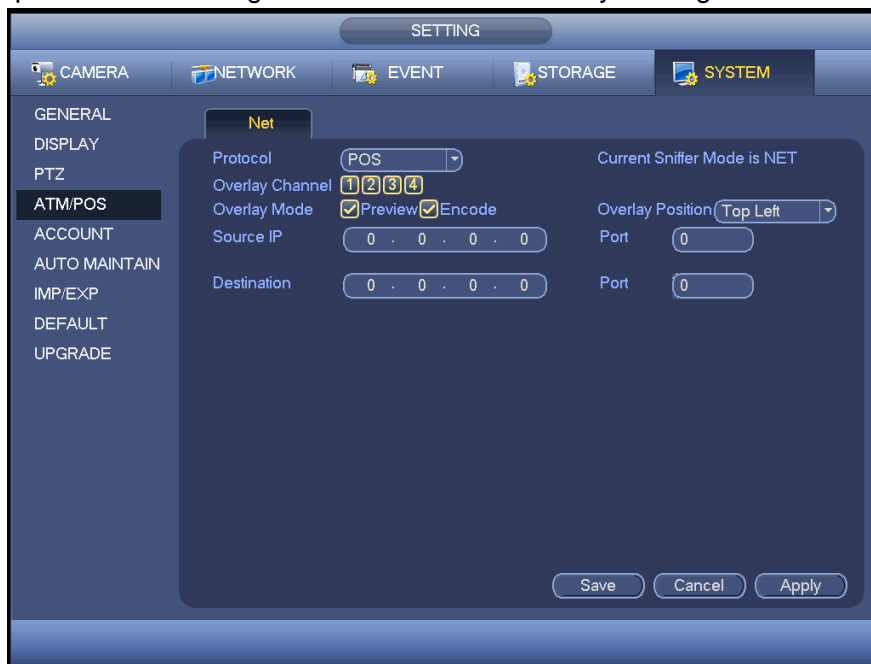 SETTING
CAMERA NETWORK EVENT STORAGE SYSTEM
GENERAL
DISPLAY
PTZ
ATM/POS
ACCOUNT
AUTO MAINTAIN
IMP/EXP
DEFAULT
UPGRADE
Net
Protocol POS Current Sniffer Mode is NET
Overlay Channel 1 2 3 4
Overlay Mode Preview Encode Overlay Position Top Left
Source IP 0 . 0 . 0 . 0 Port 0
Destination 0 . 0 . 0 . 0 Port 0
Save Cancel Apply